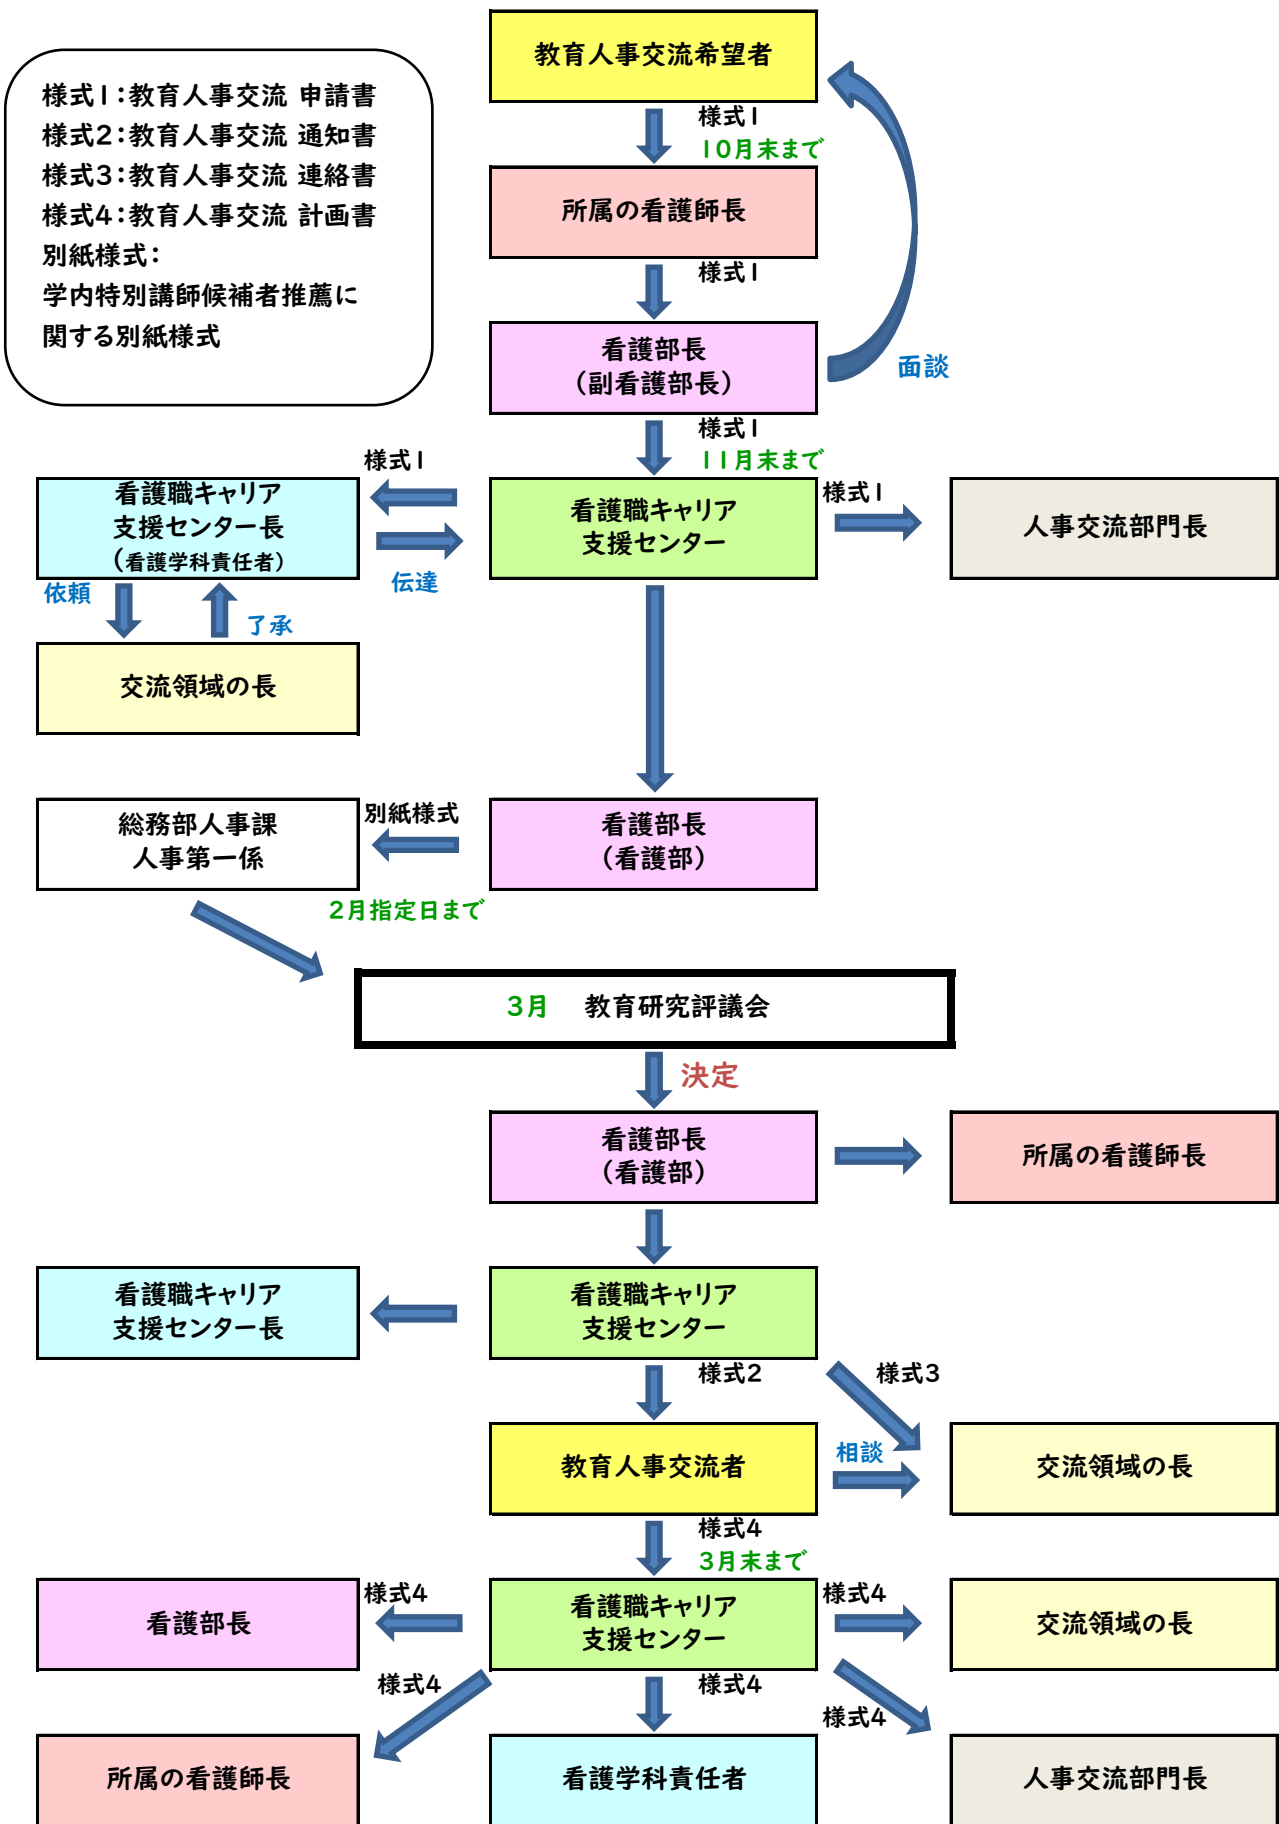 教育人事交流希望者
様式1:教育人事交流 申請書
様式2:教育人事交流 通知書
様式3:教育人事交流 連絡書
様式4:教育人事交流 計画書
別紙様式:
学内特別講師候補者推薦に
関する別紙様式
様式1
10月末まで
所属の看護師長
様式1
看護部長
(副看護部長)
面談
様式1
11月末まで
様式1
看護職キャリア
支援センター長
(看護学科責任者)
伝達
看護職キャリア
支援センター
様式1
人事交流部門長
依頼
了承
交流領域の長
総務部人事課
人事第一係
別紙様式
看護部長
(看護部)
2月指定日まで
3月 教育研究評議会
決定
看護部長
(看護部)
所属の看護師長
看護職キャリア
支援センター長
看護職キャリア
支援センター
様式2
様式3
教育人事交流者
相談
交流領域の長
様式4
3月末まで
看護部長
様式4
看護職キャリア
支援センター
様式4
交流領域の長
様式4
様式4
様式4
所属の看護師長
看護学科責任者
人事交流部門長